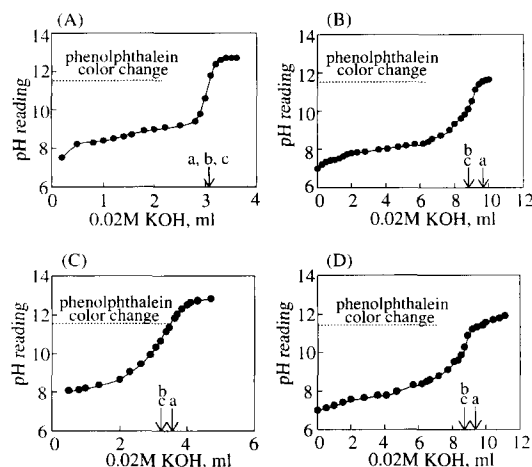 (A)
14
12
10
8
6
pH reading
phenolphthalein
color change
a, b, c
0 1 2 3 4
0.02M KOH, ml
(B)
14
12
10
8
6
pH reading
phenolphthalein
color change
b
c a
0 2 4 6 8 10 12
0.02M KOH, ml
(C)
14
12
10
8
6
pH reading
phenolphthalein
color change
b
c a
0 2 4 6
0.02M KOH, ml
(D)
14
12
10
8
6
4
pH reading
phenolphthalein
color change
b
c a
0 2 4 6 8 10 12
0.02M KOH, ml